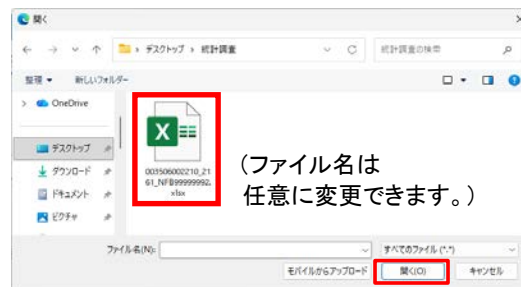 開く
デスクトップ › 統計調査
統計調査の検索
整理 新しいフォルダー
OneDrive
デスクトップ
ダウンロード
ドキュメント
ピクチャ
003506002210_21
61_NFB99999992.
xlsx
(ファイル名は
任意に変更できます。)
ファイル名(N):
すべてのファイル (*.*)
モバイルからアップロード
開く(O)
キャンセル